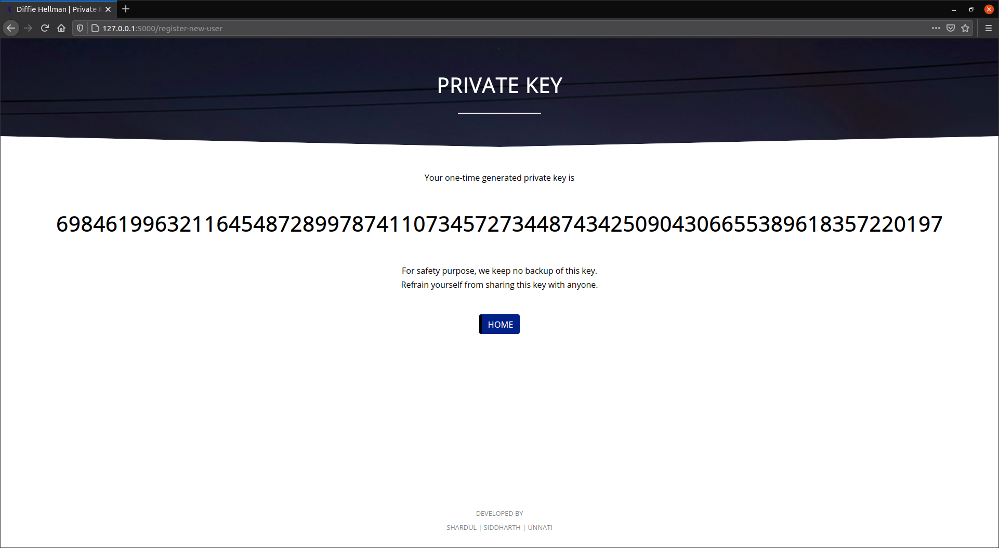 Diffie Hellman | Private
127.0.0.1:5000/register-new-user
PRIVATE KEY
Your one-time generated private key is
698461996321164548728997874110734572734487434250904306655389618357220197
For safety purpose, we keep no backup of this key.
Refrain yourself from sharing this key with anyone.
HOME
DEVELOPED BY
SHARDUL | SIDDHARTH | UNNATI